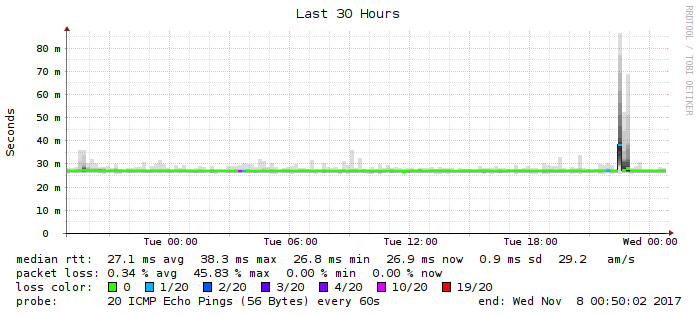 Last 30 Hours
RRDTOOL / TOBI OETIKER
Seconds
80 m
70 m
60 m
50 m
40 m
30 m
20 m
10 m
0
Tue 00:00 Tue 06:00 Tue 12:00 Tue 18:00 Wed 00:00
median rtt: 27.1 ms avg 38.3 ms max 26.8 ms min 26.9 ms now 0.9 ms sd 29.2 am/s
packet loss: 0.34 % avg 45.83 % max 0.00 % min 0.00 % now
loss color: 0 1/20 2/20 3/20 4/20 10/20 19/20
probe: 20 ICMP Echo Pings (56 Bytes) every 60s end: Wed Nov 8 00:50:02 2017